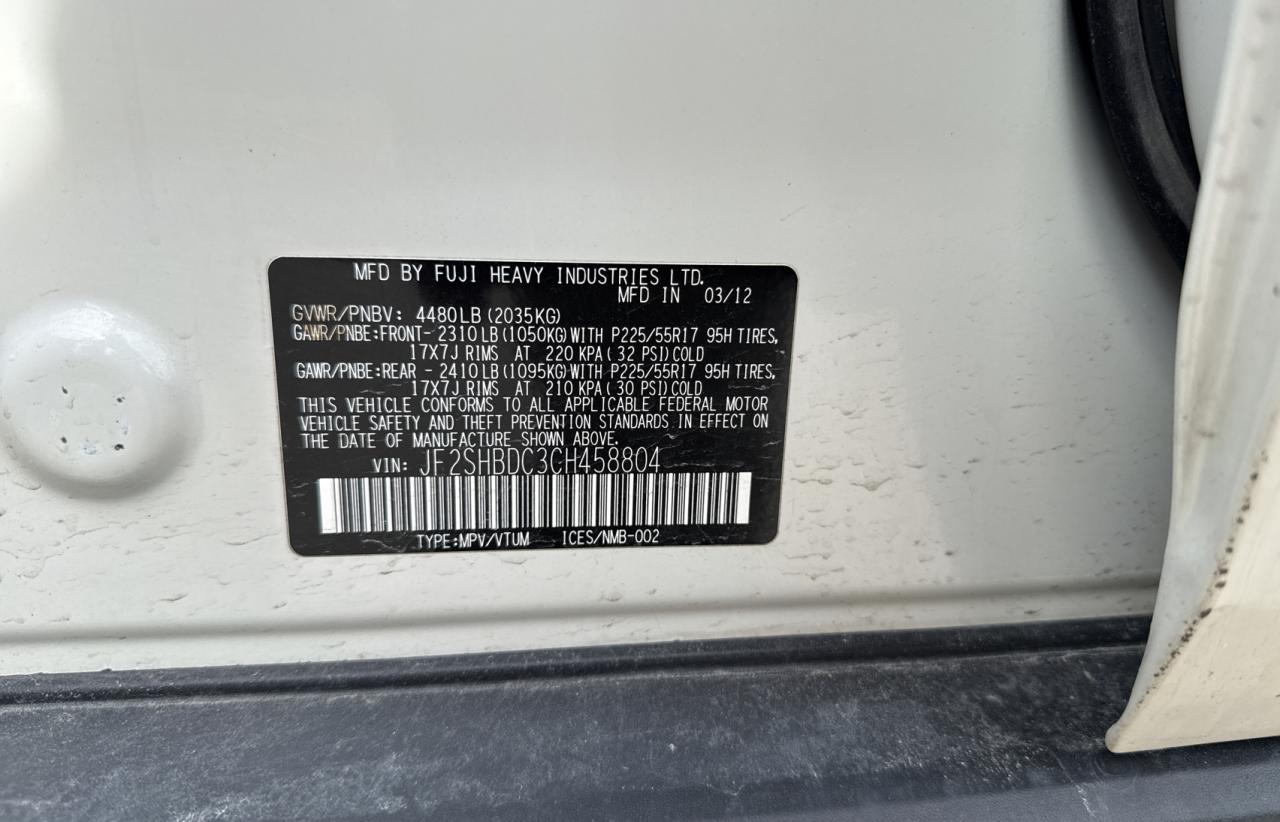 MFD BY FUJI HEAVY INDUSTRIES LTD.
MFD IN 03/12
GVWR/PNBV: 4480LB (2035KG)
GAWR/PNBE:FRONT- 2310LB(1050KG)WITH P225/55R17 95H TIRES,
17X7J RIMS AT 220 KPA(32 PSI)COLD
GAWR/PNBE:REAR - 2410LB(1095KG)WITH P225/55R17 95H TIRES,
17X7J RIMS AT 210 KPA(30 PSI)COLD
THIS VEHICLE CONFORMS TO ALL APPLICABLE FEDERAL MOTOR
VEHICLE SAFETY AND THEFT PREVENTION STANDARDS IN EFFECT ON
THE DATE OF MANUFACTURE SHOWN ABOVE.
VIN: JF2SHBDC3CH458804
TYPE:MPV/VTUM ICES/NMB-002